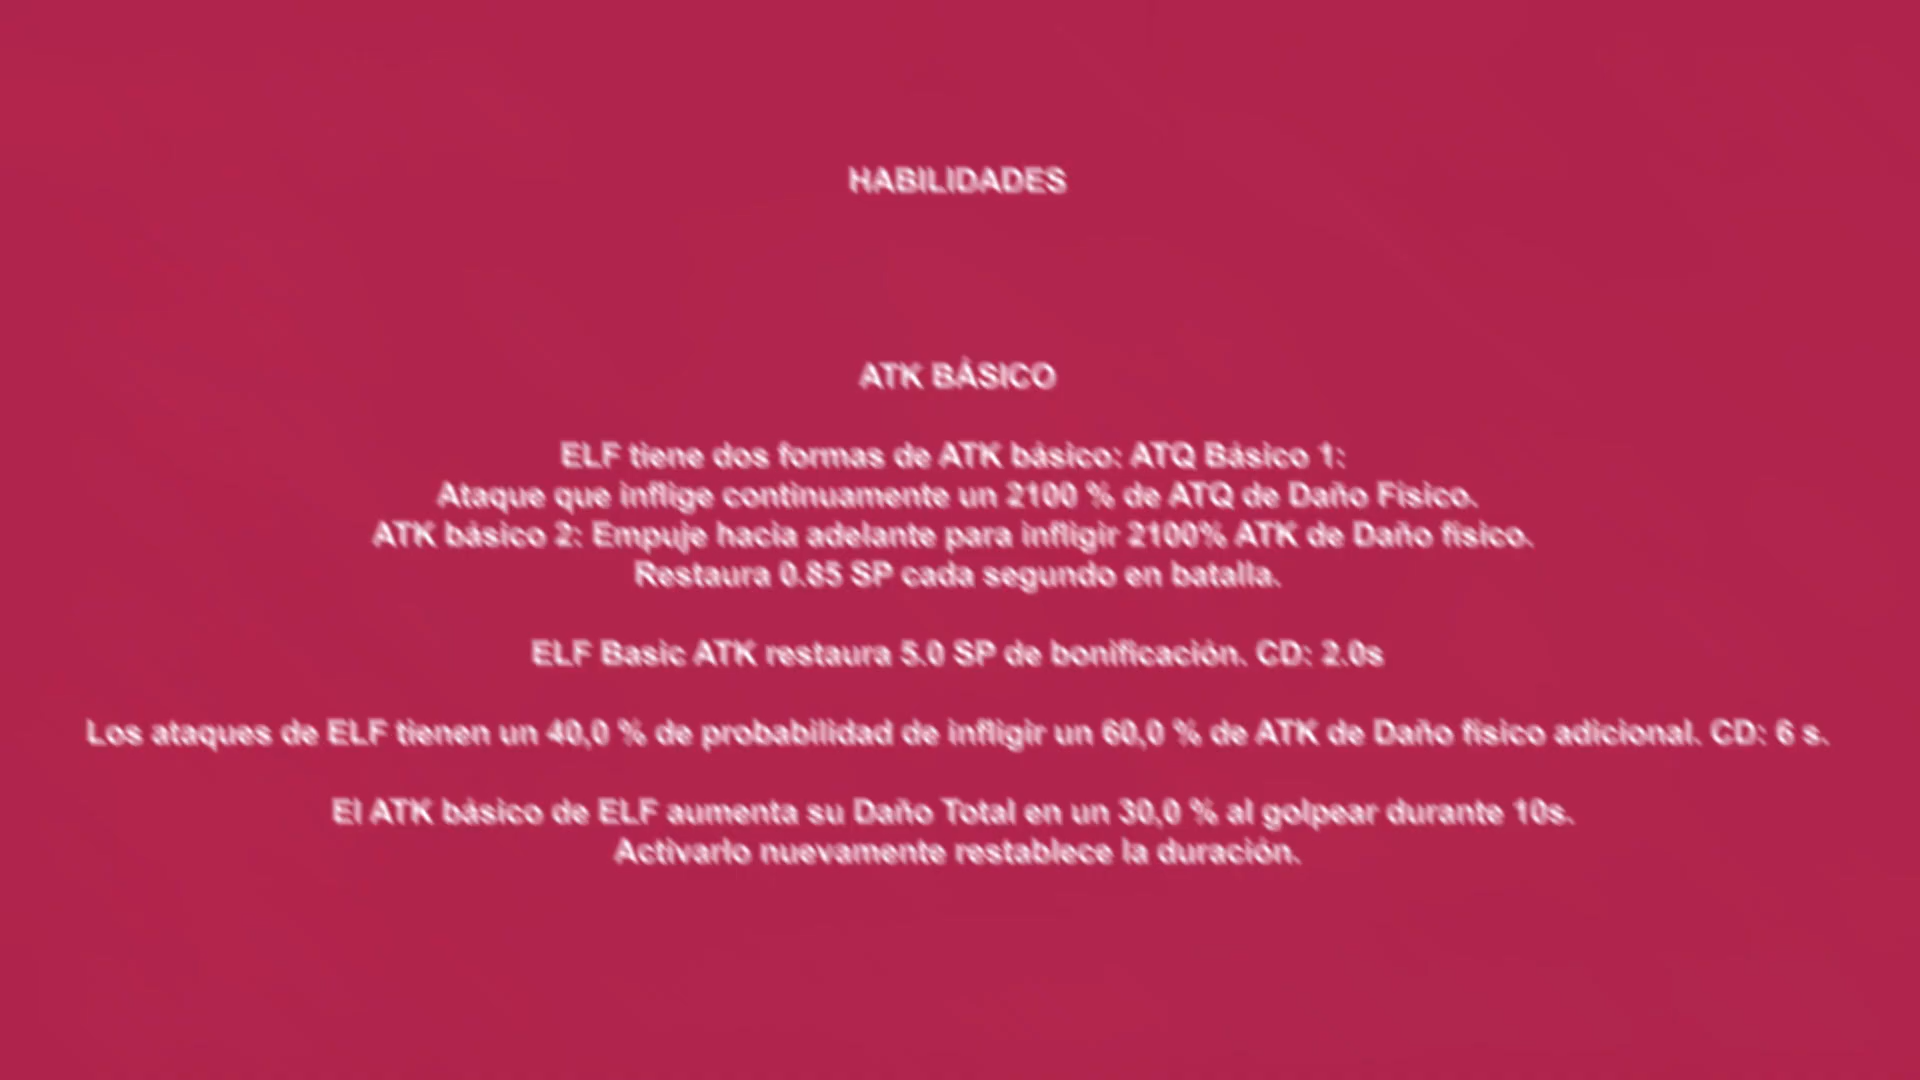 HABILIDADES
ATK BÁSICO
ELF tiene dos formas de ATK básico: ATQ Básico 1:
Ataque que inflige continuamente un 2100 % de ATQ de Daño Físico.
ATK básico 2: Empuje hacia adelante para infligir 2100% ATK de Daño físico.
Restaura 0.85 SP cada segundo en batalla.
ELF Basic ATK restaura 5.0 SP de bonificación. CD: 2.0s
Los ataques de ELF tienen un 40,0 % de probabilidad de infligir un 60,0 % de ATK de Daño físico adicional. CD: 6 s.
El ATK básico de ELF aumenta su Daño Total en un 30,0 % al golpear durante 10s.
Activarlo nuevamente restablece la duración.